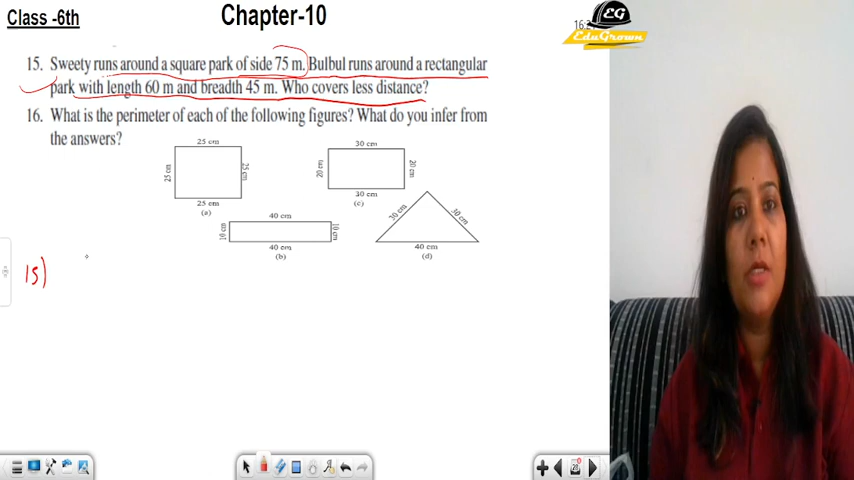 Class -6th
Chapter-10
EG
EduGrown
15. Sweety runs around a square park of side 75 m. Bulbul runs around a rectangular
park with length 60 m and breadth 45 m. Who covers less distance?
16. What is the perimeter of each of the following figures? What do you infer from
the answers?
25 cm
25 cm
25 cm
25 cm
(a)
30 cm
20 cm
20 cm
30 cm
(c)
40 cm
10 cm
10 cm
40 cm
(b)
30 cm
30 cm
40 cm
(d)
15)